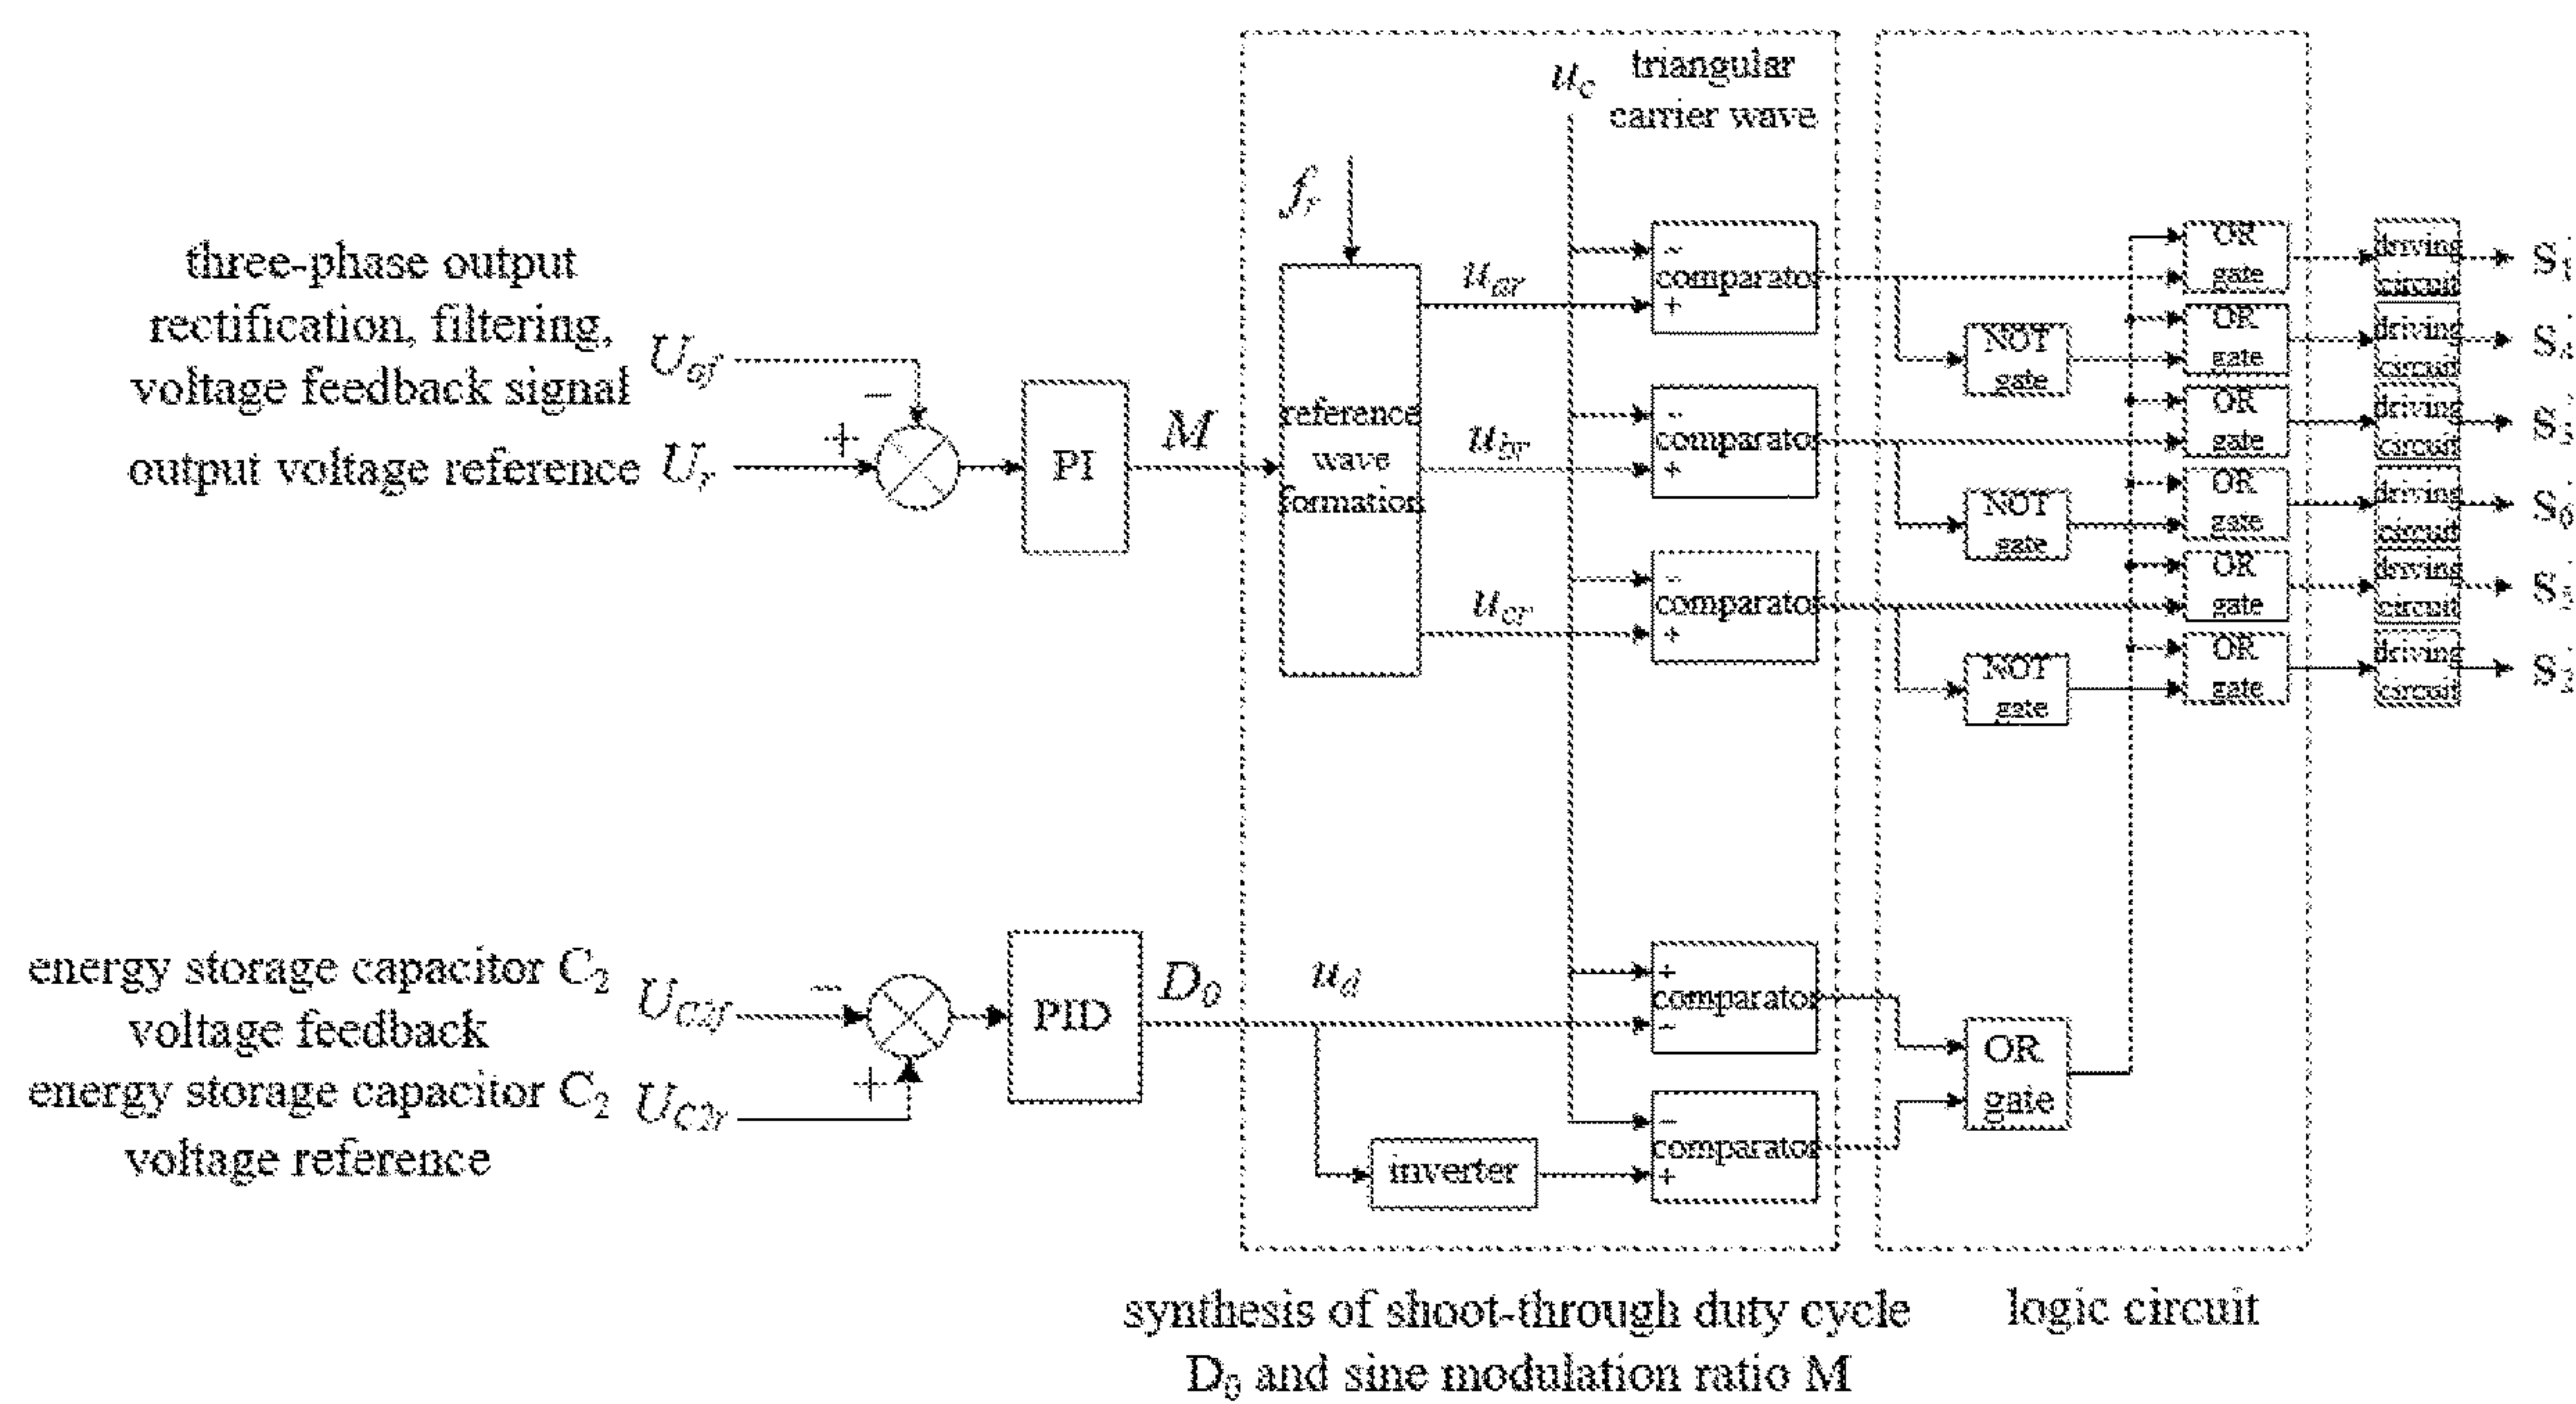 triangular
carrier wave
u_c
f_r
three-phase output
rectification, filtering,
voltage feedback signal
U_of
output voltage reference U_r
+
−
PI
M
reference
wave
formation
u_ar
u_br
u_cr
−
comparator
+
−
comparator
+
−
comparator
+
NOT
gate
NOT
gate
NOT
gate
OR
gate
OR
gate
OR
gate
OR
gate
OR
gate
OR
gate
driving
circuit
driving
circuit
driving
circuit
driving
circuit
driving
circuit
driving
circuit
S_1
S_6
S_2
energy storage capacitor C₂
voltage feedback
U_C2f
−
energy storage capacitor C₂
voltage reference
U_C2r
+
PID
D₀
u_d
+
comparator
−
−
comparator
+
inverter
OR
gate
synthesis of shoot-through duty cycle
D₀ and sine modulation ratio M
logic circuit